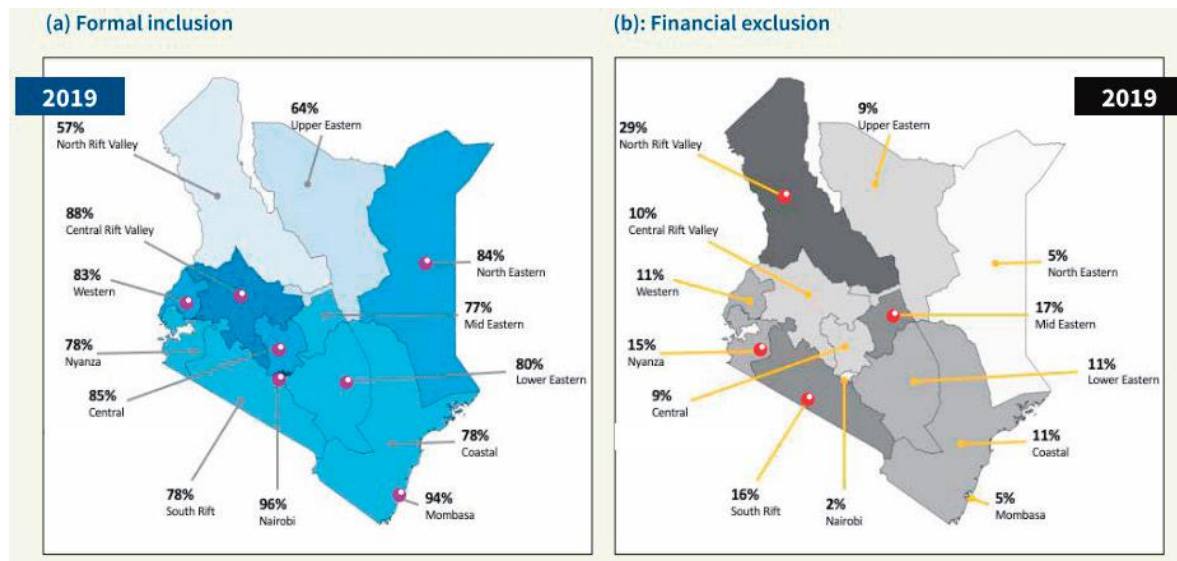 (a) Formal inclusion
2019
64%
Upper Eastern
57%
North Rift Valley
88%
Central Rift Valley
83%
Western
84%
North Eastern
77%
Mid Eastern
78%
Nyanza
80%
Lower Eastern
85%
Central
78%
Coastal
78%
South Rift
96%
Nairobi
94%
Mombasa
(b): Financial exclusion
2019
9%
Upper Eastern
29%
North Rift Valley
10%
Central Rift Valley
11%
Western
5%
North Eastern
17%
Mid Eastern
15%
Nyanza
11%
Lower Eastern
9%
Central
11%
Coastal
16%
South Rift
2%
Nairobi
5%
Mombasa